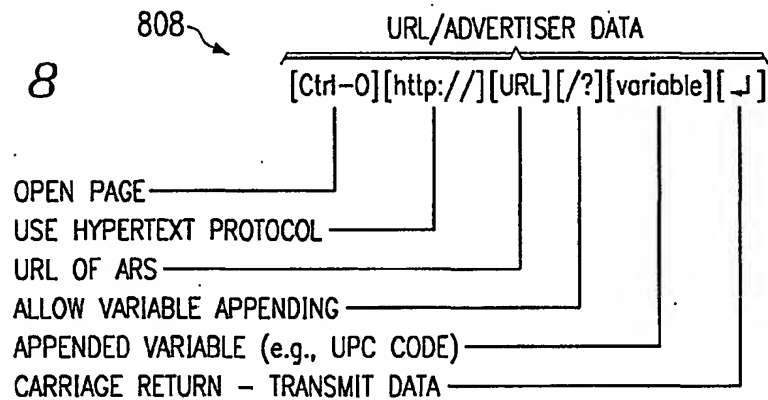 808
URL/ADVERTISER DATA
8
[Ctrl-O][http://][URL][/?][variable][↵]
OPEN PAGE
USE HYPERTEXT PROTOCOL
URL OF ARS
ALLOW VARIABLE APPENDING
APPENDED VARIABLE (e.g., UPC CODE)
CARRIAGE RETURN – TRANSMIT DATA